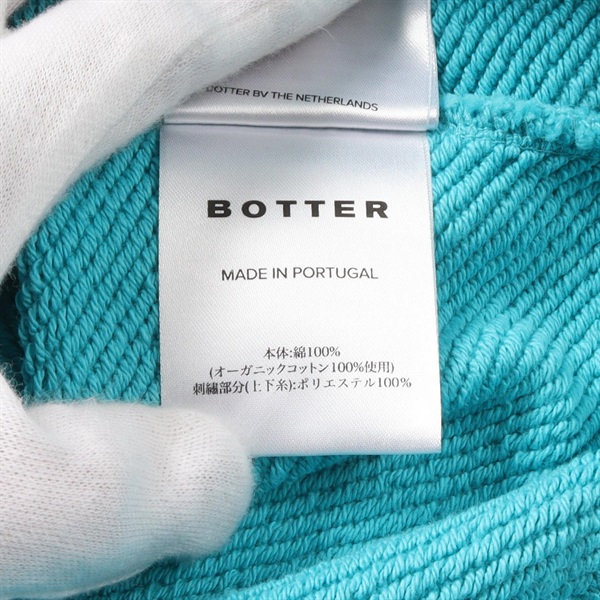 BOTTER BV THE NETHERLANDS
BOTTER
MADE IN PORTUGAL
本体:綿100%
(オーガニックコットン100%使用)
刺繍部分(上下糸):ポリエステル100%